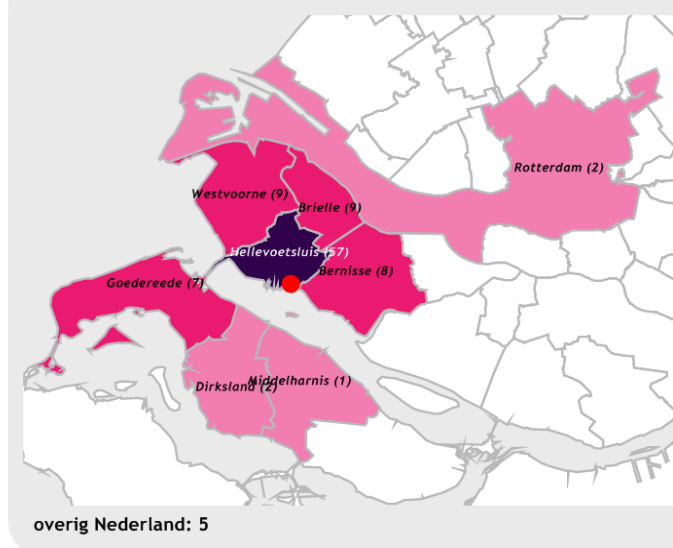 Rotterdam (2)
Westvoorne (9)
Brielle (9)
Hellevoetsluis (57)
Bernisse (8)
Goedereede (7)
Middelharnis (1)
Dirksland (2)
overig Nederland: 5